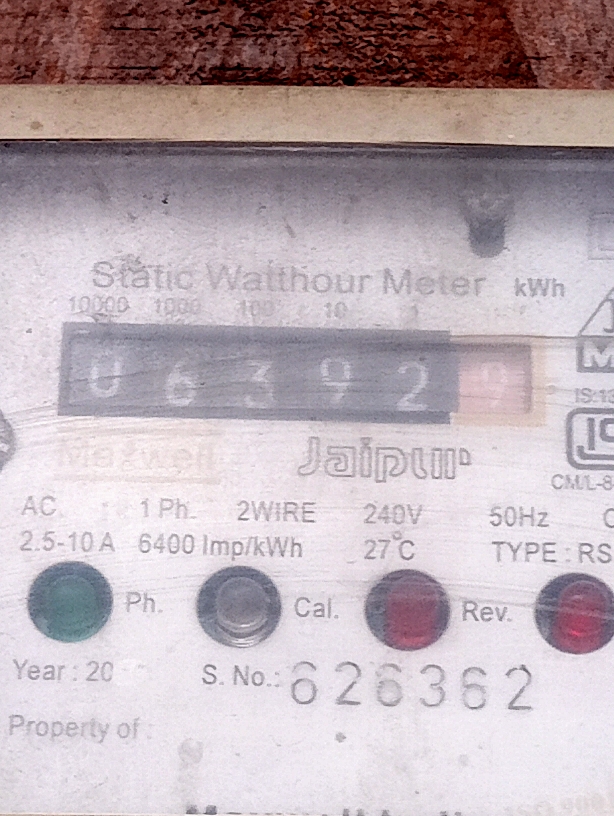 Static Watthour Meter kWh
10000 1000 100 10 1
0 6 3 9 2 9
Maxwell Jaipur
AC 1 Ph. 2WIRE 240V 50Hz
2.5-10 A 6400 Imp/kWh 27°C TYPE : RS
Ph. Cal. Rev.
Year : 20 S. No.: 626362
Property of :